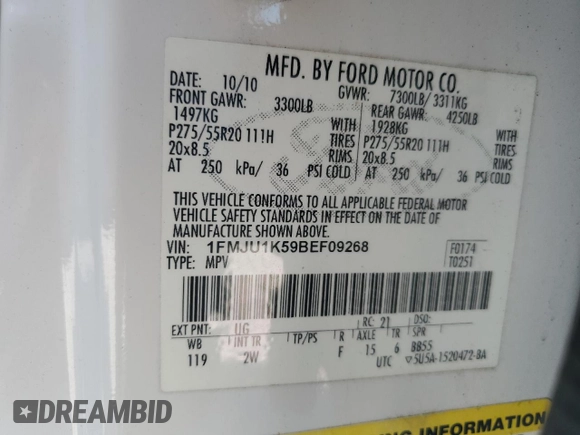 MFD. BY FORD MOTOR CO.
DATE: 10/10 GVWR: 7300LB/ 3311KG
FRONT GAWR: 3300LB REAR GAWR: 4250LB
1497KG WITH 1928KG WITH
P275/55R20 111H TIRES P275/55R20 111H TIRES
20x8.5 RIMS 20x8.5 RIMS
AT 250 kPa/ 36 PSI COLD AT 250 kPa/ 36 PSI COLD
THIS VEHICLE CONFORMS TO ALL APPLICABLE FEDERAL MOTOR
VEHICLE SAFETY STANDARDS IN EFFECT ON THE DATE OF
MANUFACTURE SHOWN ABOVE.
VIN: 1FMJU1K59BEF09268 F0174
TYPE: MPV T0251
EXT PNT: UG RC: 21 DSO:
WB INT TR TP/PS R AXLE TR SPR
119 2W F 15 6 BB55
UTC ▽5U5A-1520472-BA
ING INFORMATION
DREAMBID